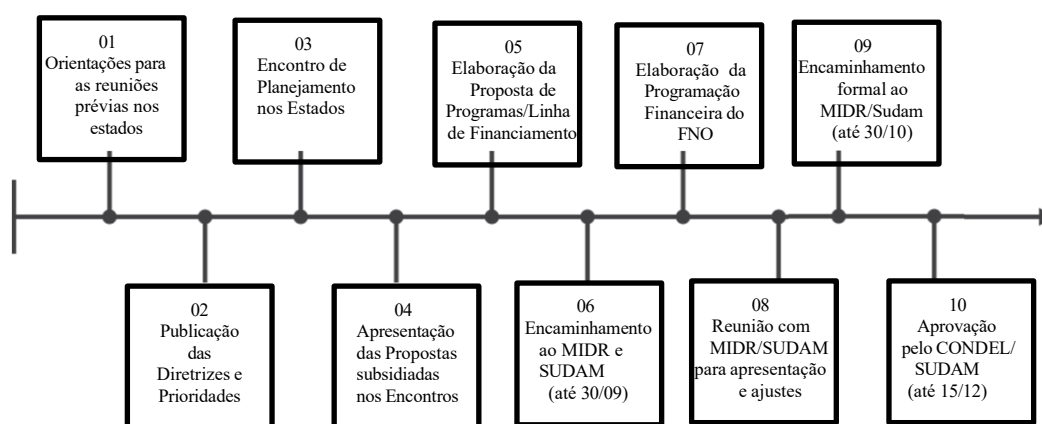 01
Orientações para
as reuniões
prévias nos
estados
02
Publicação
das
Diretrizes e
Prioridades
03
Encontro de
Planejamento
nos Estados
04
Apresentação
das Propostas
subsidiadas
nos Encontros
05
Elaboração da
Proposta de
Programas/Linha
de Financiamento
06
Encaminhamento
ao MIDR e
SUDAM
(até 30/09)
07
Elaboração da
Programação
Financeira do
FNO
08
Reunião com
MIDR/SUDAM
para apresentação
e ajustes
09
Encaminhamento
formal ao
MIDR/Sudam
(até 30/10)
10
Aprovação
pelo CONDEL/
SUDAM
(até 15/12)